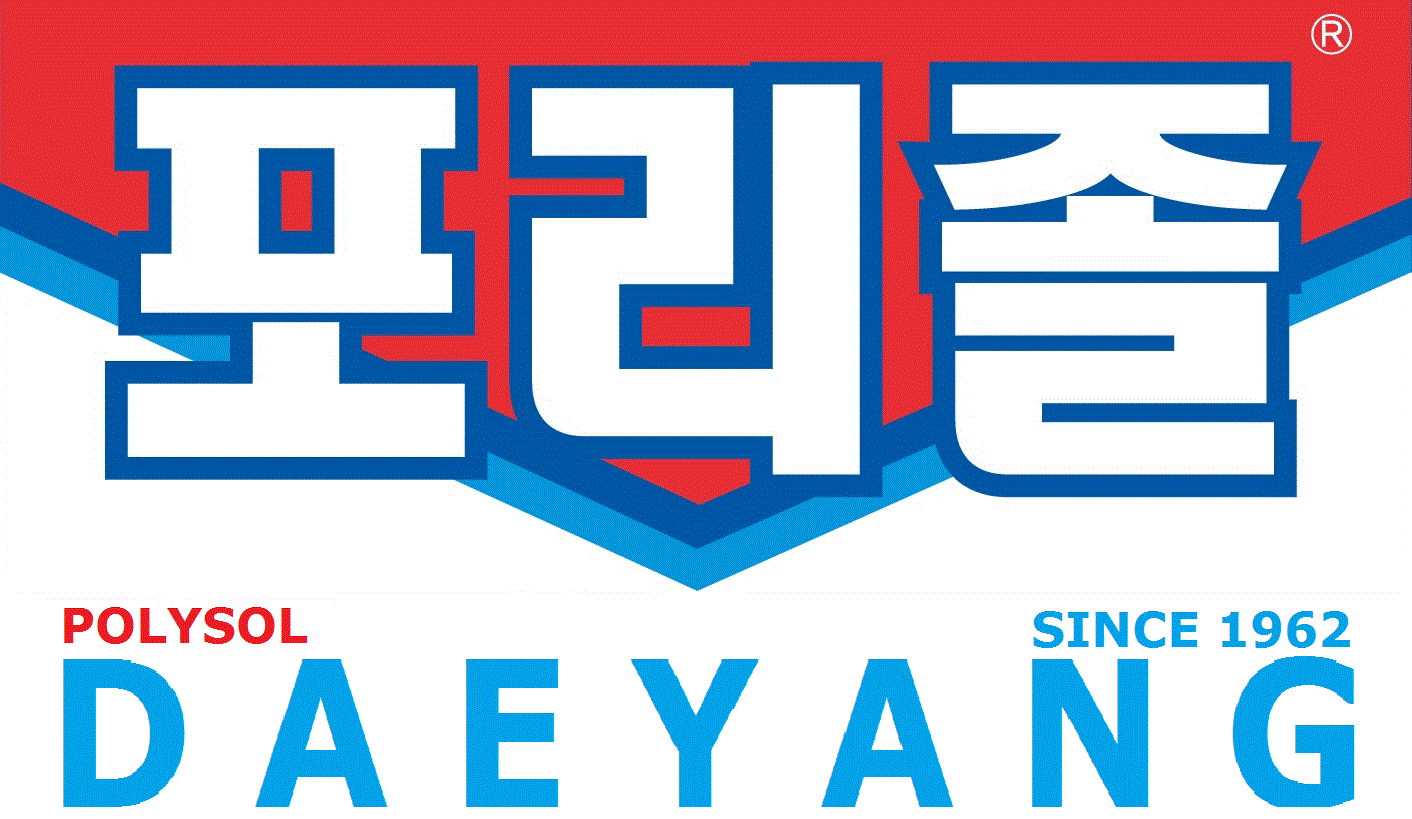 ®
포리졸
POLYSOL
SINCE 1962
DAEYANG